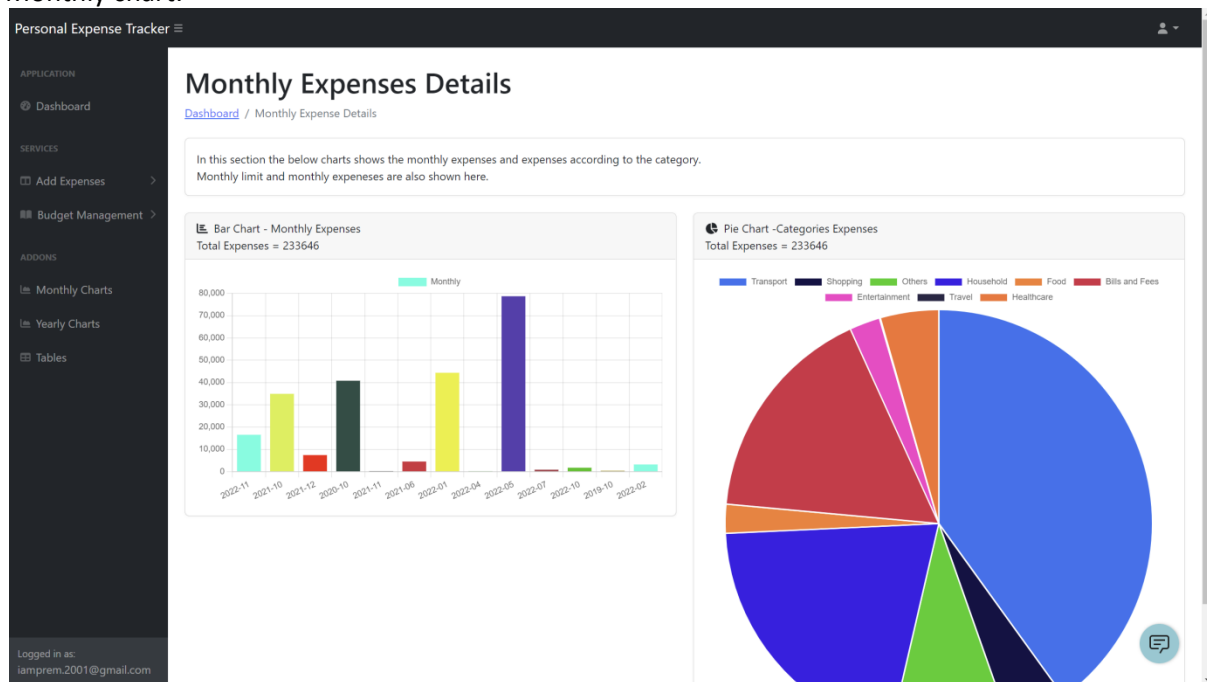 Personal Expense Tracker
APPLICATION
Dashboard
SERVICES
Add Expenses
Budget Management
ADDONS
Monthly Charts
Yearly Charts
Tables
Logged in as:
iamprem.2001@gmail.com
Monthly Expenses Details
Dashboard / Monthly Expense Details
In this section the below charts shows the monthly expenses and expenses according to the category.
Monthly limit and monthly expeneses are also shown here.
Bar Chart - Monthly Expenses
Total Expenses = 233646
Monthly
80,000
70,000
60,000
50,000
40,000
30,000
20,000
10,000
0
2022-11 2021-10 2021-12 2020-10 2021-11 2021-06 2022-01 2022-04 2022-05 2022-07 2022-10 2019-10 2022-02
Pie Chart -Categories Expenses
Total Expenses = 233646
Transport Shopping Others Household Food Bills and Fees
Entertainment Travel Healthcare